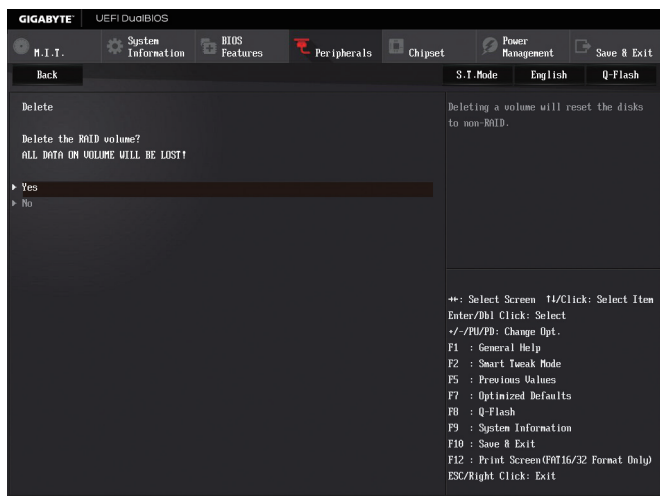 GIGABYTE™ UEFI DualBIOS
M.I.T. System Information BIOS Features Peripherals Chipset Power Management Save & Exit
Back S.T.Mode English Q-Flash
Delete
Delete the RAID volume?
ALL DATA ON VOLUME WILL BE LOST!
Yes
No
Deleting a volume will reset the disks
to non-RAID.
→←: Select Screen ↑↓/Click: Select Item
Enter/Dbl Click: Select
+/-/PU/PD: Change Opt.
F1 : General Help
F2 : Smart Tweak Mode
F5 : Previous Values
F7 : Optimized Defaults
F8 : Q-Flash
F9 : System Information
F10 : Save & Exit
F12 : Print Screen(FAT16/32 Format Only)
ESC/Right Click: Exit